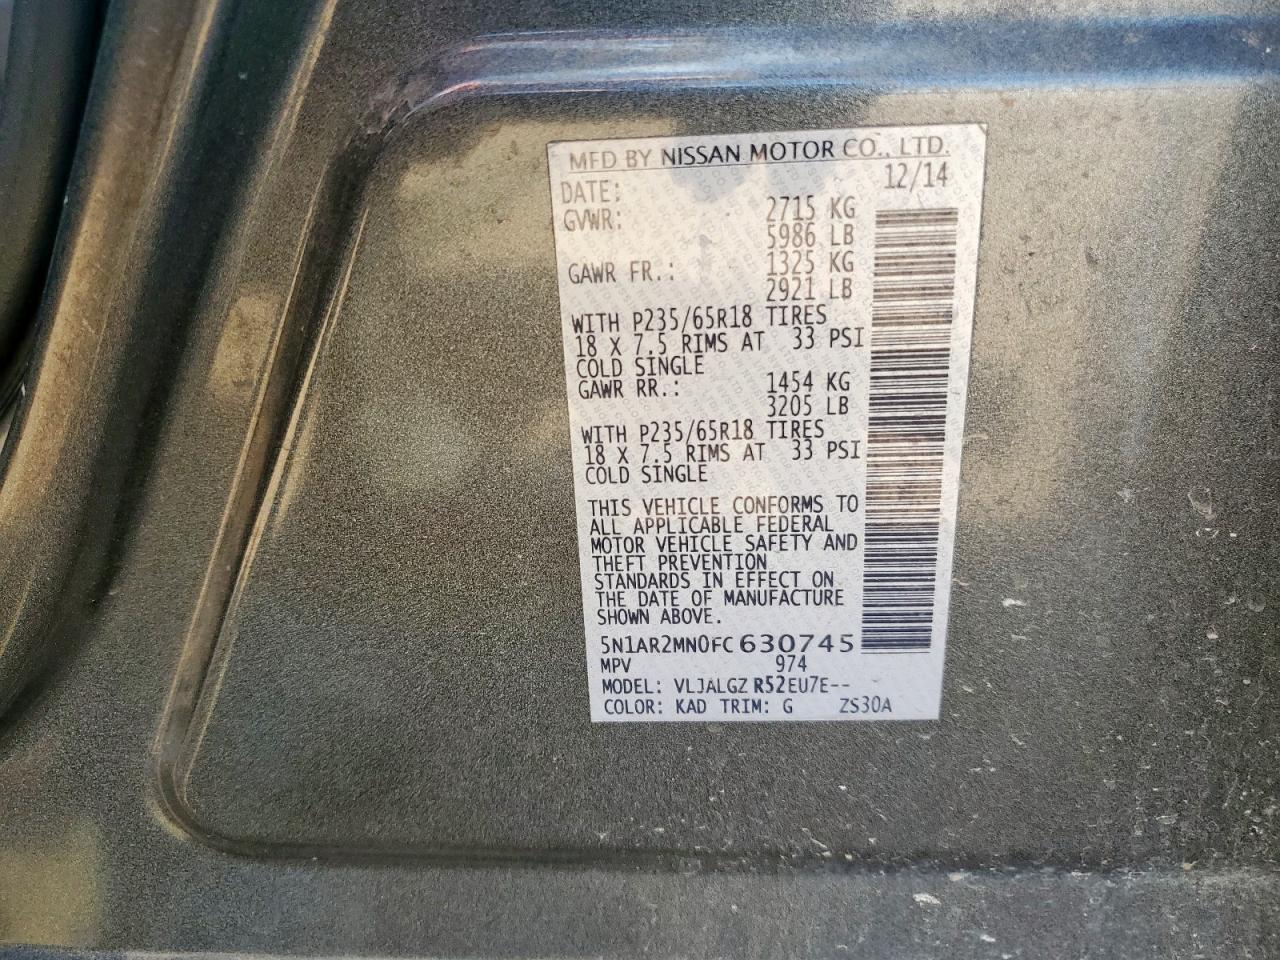 MFD BY NISSAN MOTOR CO., LTD.
DATE: 12/14
GVWR: 2715 KG
5986 LB
GAWR FR.: 1325 KG
2921 LB
WITH P235/65R18 TIRES
18 X 7.5 RIMS AT 33 PSI
COLD SINGLE
GAWR RR.: 1454 KG
3205 LB
WITH P235/65R18 TIRES
18 X 7.5 RIMS AT 33 PSI
COLD SINGLE
THIS VEHICLE CONFORMS TO
ALL APPLICABLE FEDERAL
MOTOR VEHICLE SAFETY AND
THEFT PREVENTION
STANDARDS IN EFFECT ON
THE DATE OF MANUFACTURE
SHOWN ABOVE.
5N1AR2MN0FC630745
MPV 974
MODEL: VLJALGZ R52EU7E--
COLOR: KAD TRIM: G ZS30A